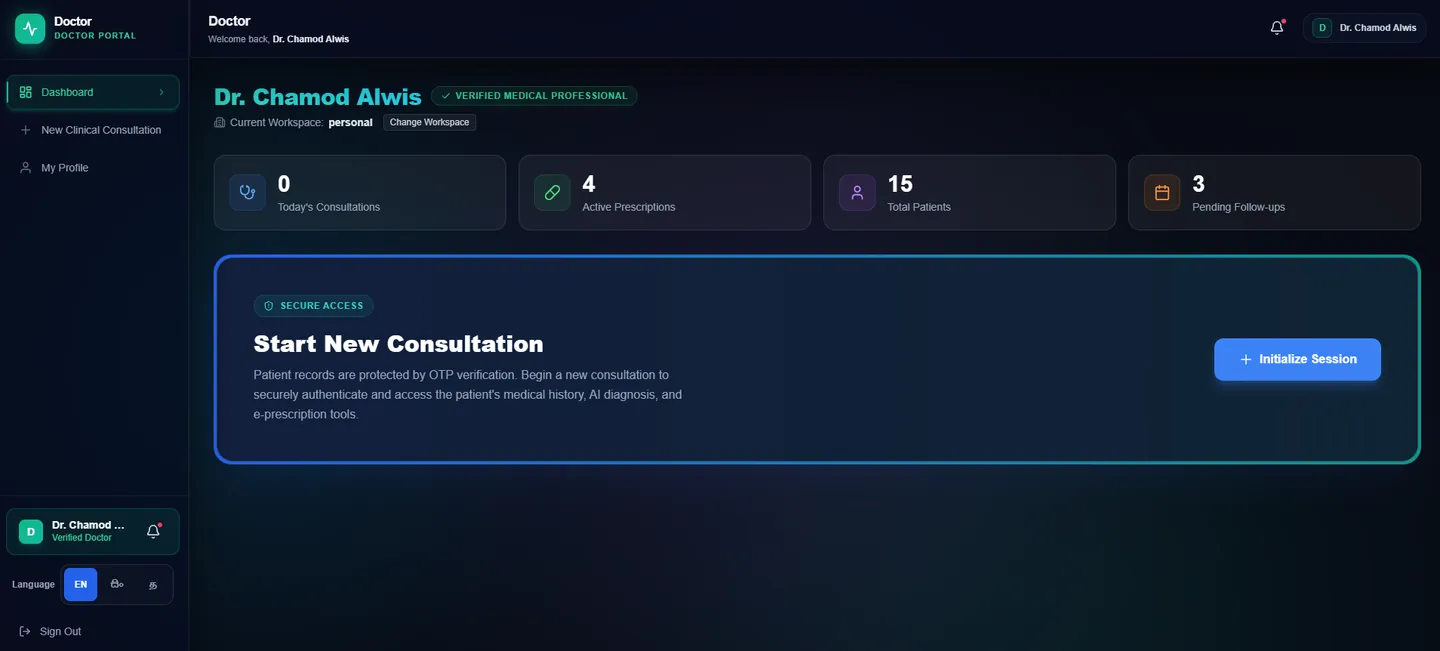 Doctor
DOCTOR PORTAL
Dashboard
New Clinical Consultation
My Profile
D
Dr. Chamod ...
Verified Doctor
Language
EN
සිං
த
Sign Out
Doctor
Welcome back, Dr. Chamod Alwis
D
Dr. Chamod Alwis
Dr. Chamod Alwis
VERIFIED MEDICAL PROFESSIONAL
Current Workspace: personal
Change Workspace
0
Today's Consultations
4
Active Prescriptions
15
Total Patients
3
Pending Follow-ups
SECURE ACCESS
Start New Consultation
Patient records are protected by OTP verification. Begin a new consultation to
securely authenticate and access the patient's medical history, AI diagnosis, and
e-prescription tools.
Initialize Session